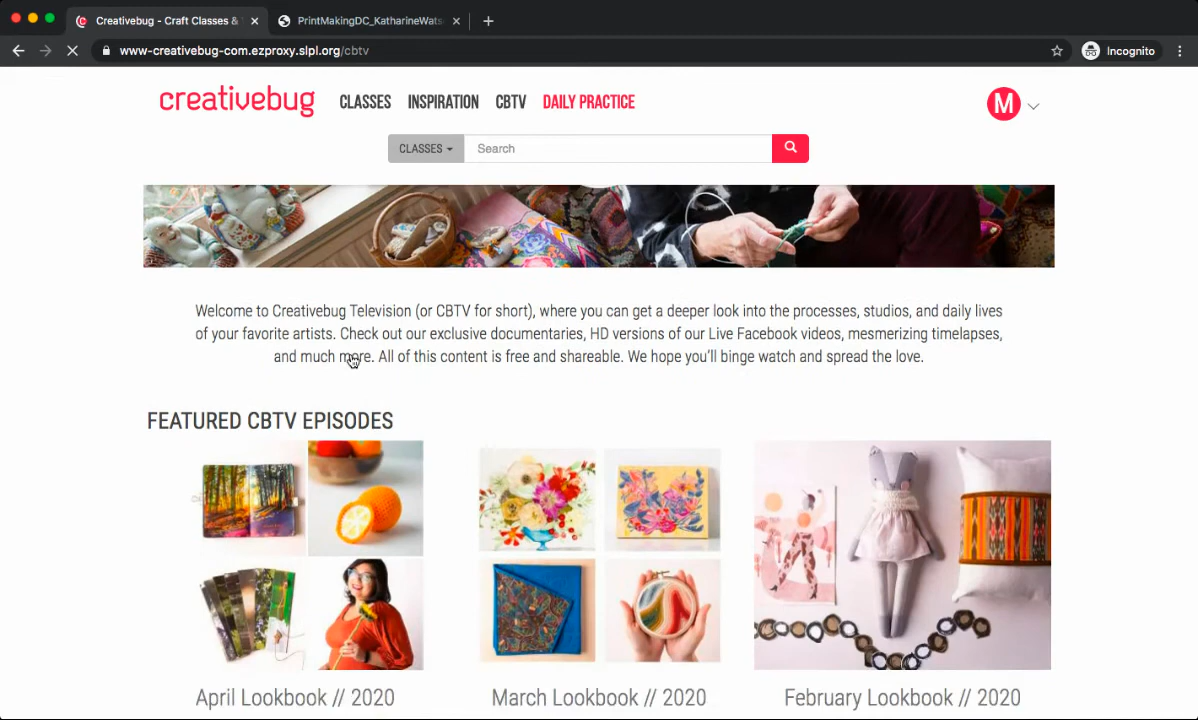 Creativebug - Craft Classes &
PrintMakingDC_KatharineWats
www-creativebug-com.ezproxy.slpl.org/cbtv
Incognito
creativebug
CLASSES
INSPIRATION
CBTV
DAILY PRACTICE
M
CLASSES
Search
Welcome to Creativebug Television (or CBTV for short), where you can get a deeper look into the processes, studios, and daily lives
of your favorite artists. Check out our exclusive documentaries, HD versions of our Live Facebook videos, mesmerizing timelapses,
and much more. All of this content is free and shareable. We hope you'll binge watch and spread the love.
FEATURED CBTV EPISODES
April Lookbook // 2020
March Lookbook // 2020
February Lookbook // 2020